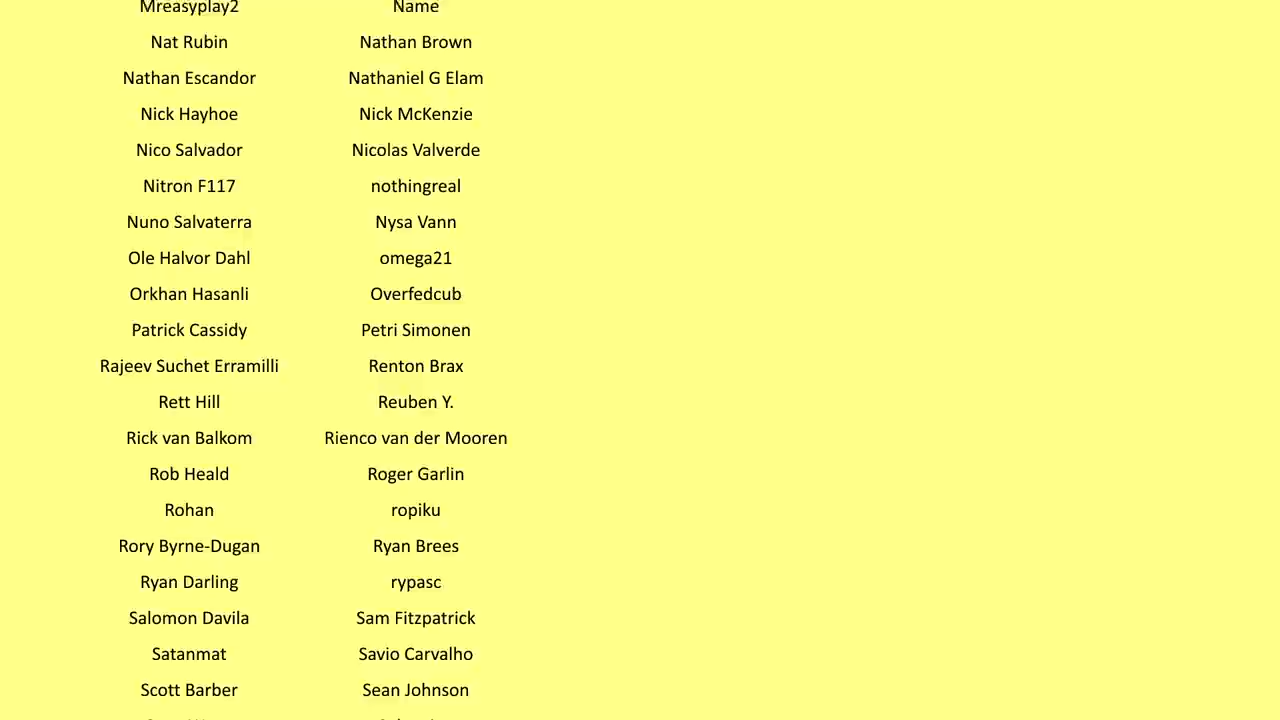 Mreasyplay2 Name
Nat Rubin Nathan Brown
Nathan Escandor Nathaniel G Elam
Nick Hayhoe Nick McKenzie
Nico Salvador Nicolas Valverde
Nitron F117 nothingreal
Nuno Salvaterra Nysa Vann
Ole Halvor Dahl omega21
Orkhan Hasanli Overfedcub
Patrick Cassidy Petri Simonen
Rajeev Suchet Erramilli Renton Brax
Rett Hill Reuben Y.
Rick van Balkom Rienco van der Mooren
Rob Heald Roger Garlin
Rohan ropiku
Rory Byrne-Dugan Ryan Brees
Ryan Darling rypasc
Salomon Davila Sam Fitzpatrick
Satanmat Savio Carvalho
Scott Barber Sean Johnson